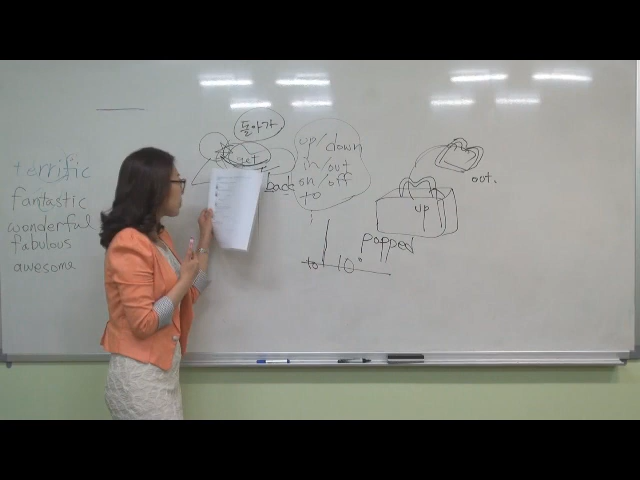 terrific
fantastic
wonderful
fabulous
awesome
돌아가
get
back
up/down
in/out
on/off
to
out.
up
popped
to 10°